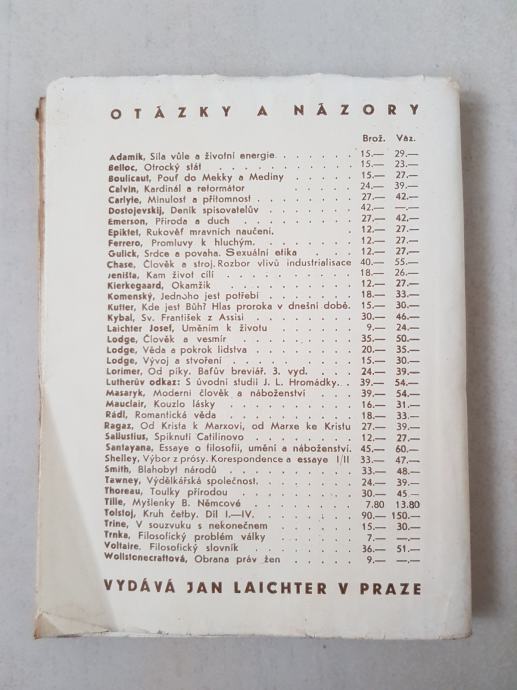 OTÁZKY A NÁZORY
Brož. Váz.
Adamík, Síla vůle a životní energie. . . . . . 15.— 29.—
Belloc, Otrocký stát . . . . . . . . . . 15.— 23.—
Boulicaut, Pouť do Mekky a Mediny . . . . . 15.— 27.—
Calvin, Kardinál a reformátor . . . . . . 24.— 39.—
Carlyle, Minulost a přítomnost . . . . . . 27.— 42.—
Dostojevskij, Deník spisovatelův . . . . . . 42.— —.—
Emerson, Příroda a duch . . . . . . . . 27.— 42.—
Epiktet, Rukověť mravních naučení. . . . . . 12.— 27.—
Ferrero, Promluvy k hluchým. . . . . . . 12.— 27.—
Gulick, Srdce a povaha. Sexuální etika . . . . 12.— 27.—
Chase, Člověk a stroj. Rozbor vlivů industrialisace 40.— 55.—
Jeništa, Kam život cílí . . . . . . . . . 18.— 26.—
Kierkegaard, Okamžik . . . . . . . . . 12.— 27.—
Komenský, Jednoho jest potřebí . . . . . . 18.— 33.—
Kutter, Kde jest Bůh? Hlas proroka v dnešní době. 15.— 30.—
Kybal, Sv. František z Assisi . . . . . . . 30.— 46.—
Laichter Josef, Uměním k životu . . . . . . 9.— 24.—
Lodge, Člověk a vesmír . . . . . . . . 35.— 50.—
Lodge, Věda a pokrok lidstva . . . . . . . 20.— 35.—
Lodge, Vývoj a stvoření . . . . . . . . 15.— 30.—
Lorimer, Od píky. Baťův breviář. 3. vyd. . . . . 24.— 39.—
Lutherův odkaz: S úvodní studií J. L. Hromádky. . 39.— 54.—
Masaryk, Moderní člověk a náboženství . . . . 39.— 54.—
Mauclair, Kouzlo lásky . . . . . . . . . 16.— 31.—
Rádl, Romantická věda . . . . . . . . . 18.— 33.—
Ragaz, Od Krista k Marxovi, od Marxe ke Kristu 27.— 39.—
Sallustius, Spiknutí Catilinovo . . . . . . . 12.— 27.—
Santayana, Essaye o filosofii, umění a náboženství. 45.— 60.—
Shelley, Výbor z prósy. Korespondence a essaye I/II 33.— 47.—
Smith, Blahobyt národů . . . . . . . . 33.— 48.—
Tawney, Výdělkářská společnost. . . . . . . 24.— 39.—
Thoreau, Toulky přírodou . . . . . . . . 30.— 45.—
Tille, Myšlenky B. Němcové . . . . . . . 7.80 13.80
Tolstoj, Kruh četby. Díl I.—IV. . . . . . . 90.— 150.—
Trine, V souzvuku s nekonečnem . . . . . . 15.— 30.—
Trnka, Filosofický problém války . . . . . . 7.— —.—
Voltaire, Filosofický slovník . . . . . . . 36.— 51.—
Wollstonecraftová, Obrana práv žen . . . . . 9.— —.—
VYDÁVÁ JAN LAICHTER V PRAZE